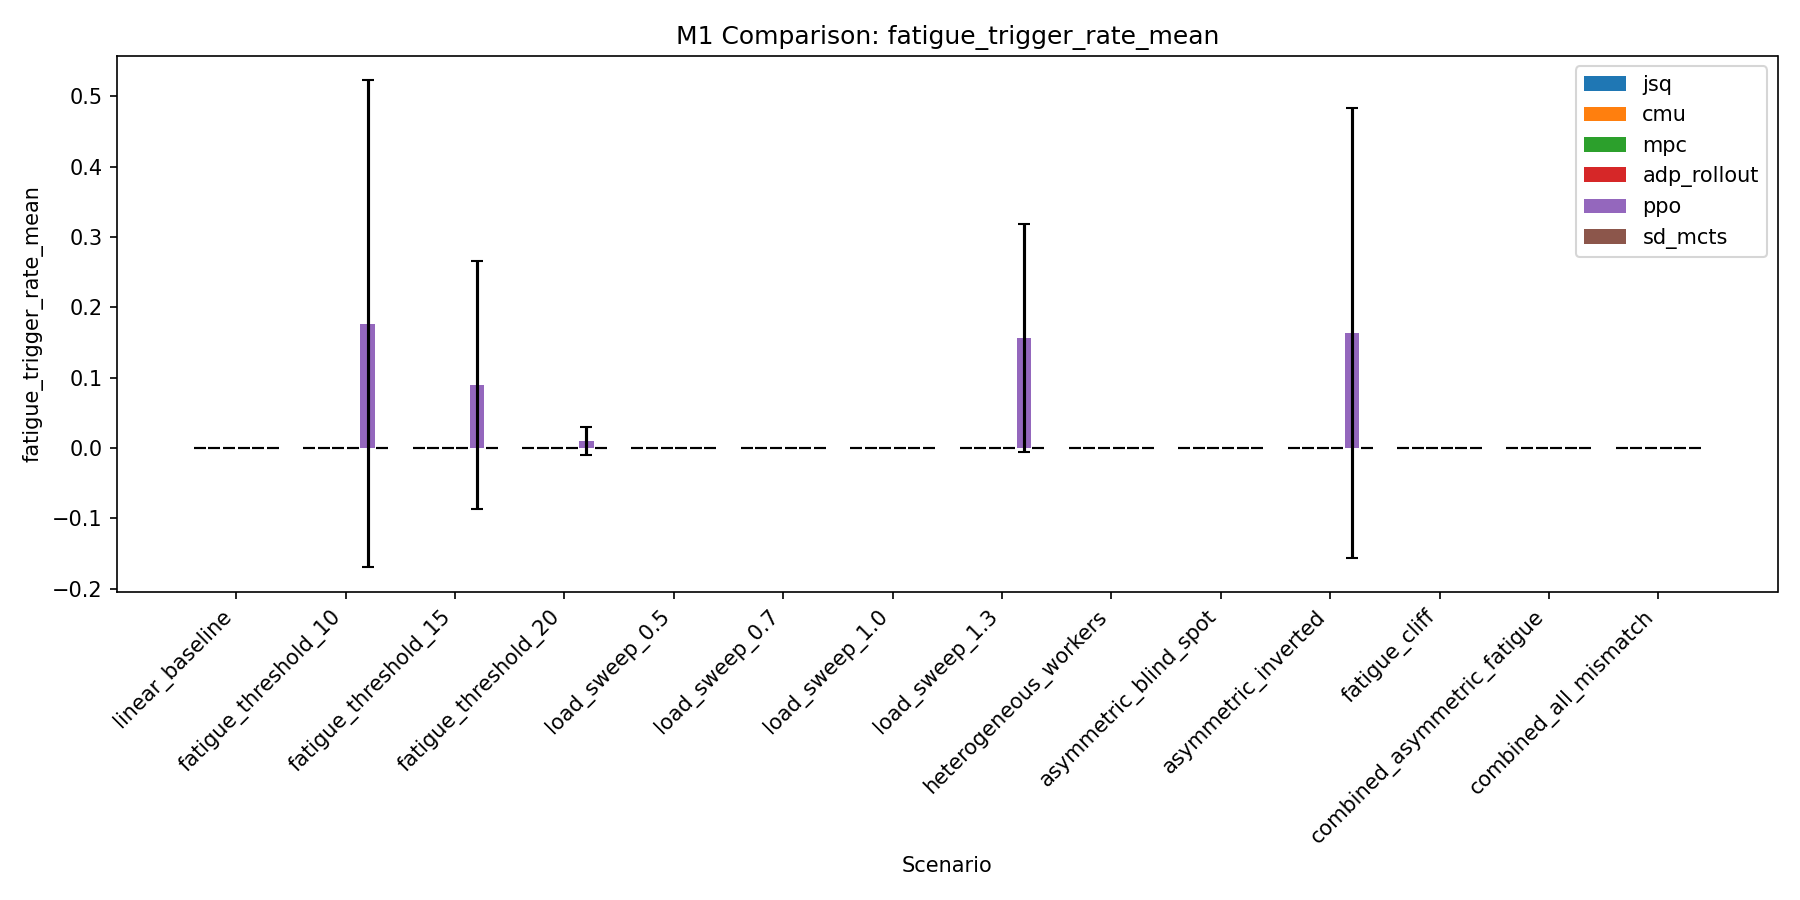 M1 Comparison: fatigue_trigger_rate_mean
fatigue_trigger_rate_mean
0.5
0.4
0.3
0.2
0.1
0.0
−0.1
−0.2
jsq
cmu
mpc
adp_rollout
ppo
sd_mcts
linear_baseline
fatigue_threshold_10
fatigue_threshold_15
fatigue_threshold_20
load_sweep_0.5
load_sweep_0.7
load_sweep_1.0
load_sweep_1.3
heterogeneous_workers
asymmetric_blind_spot
asymmetric_inverted
fatigue_cliff
combined_asymmetric_fatigue
combined_all_mismatch
Scenario